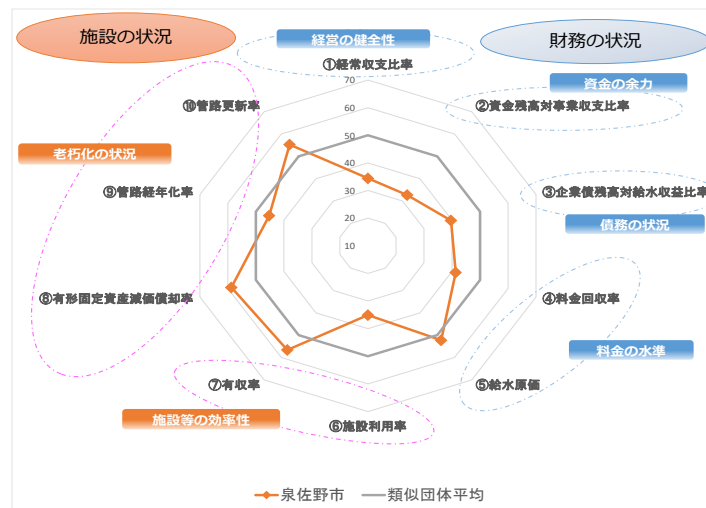 施設の状況
経営の健全性
財務の状況
①経常収支比率
70
資金の余力
⑩管路更新率
②資金残高対事業収支比率
60
50
老朽化の状況
40
⑨管路経年化率
30
③企業債残高対給水収益比率
20
債務の状況
10
⑧有形固定資産減価償却率
④料金回収率
料金の水準
⑦有収率
⑤給水原価
施設等の効率性
⑥施設利用率
泉佐野市
類似団体平均